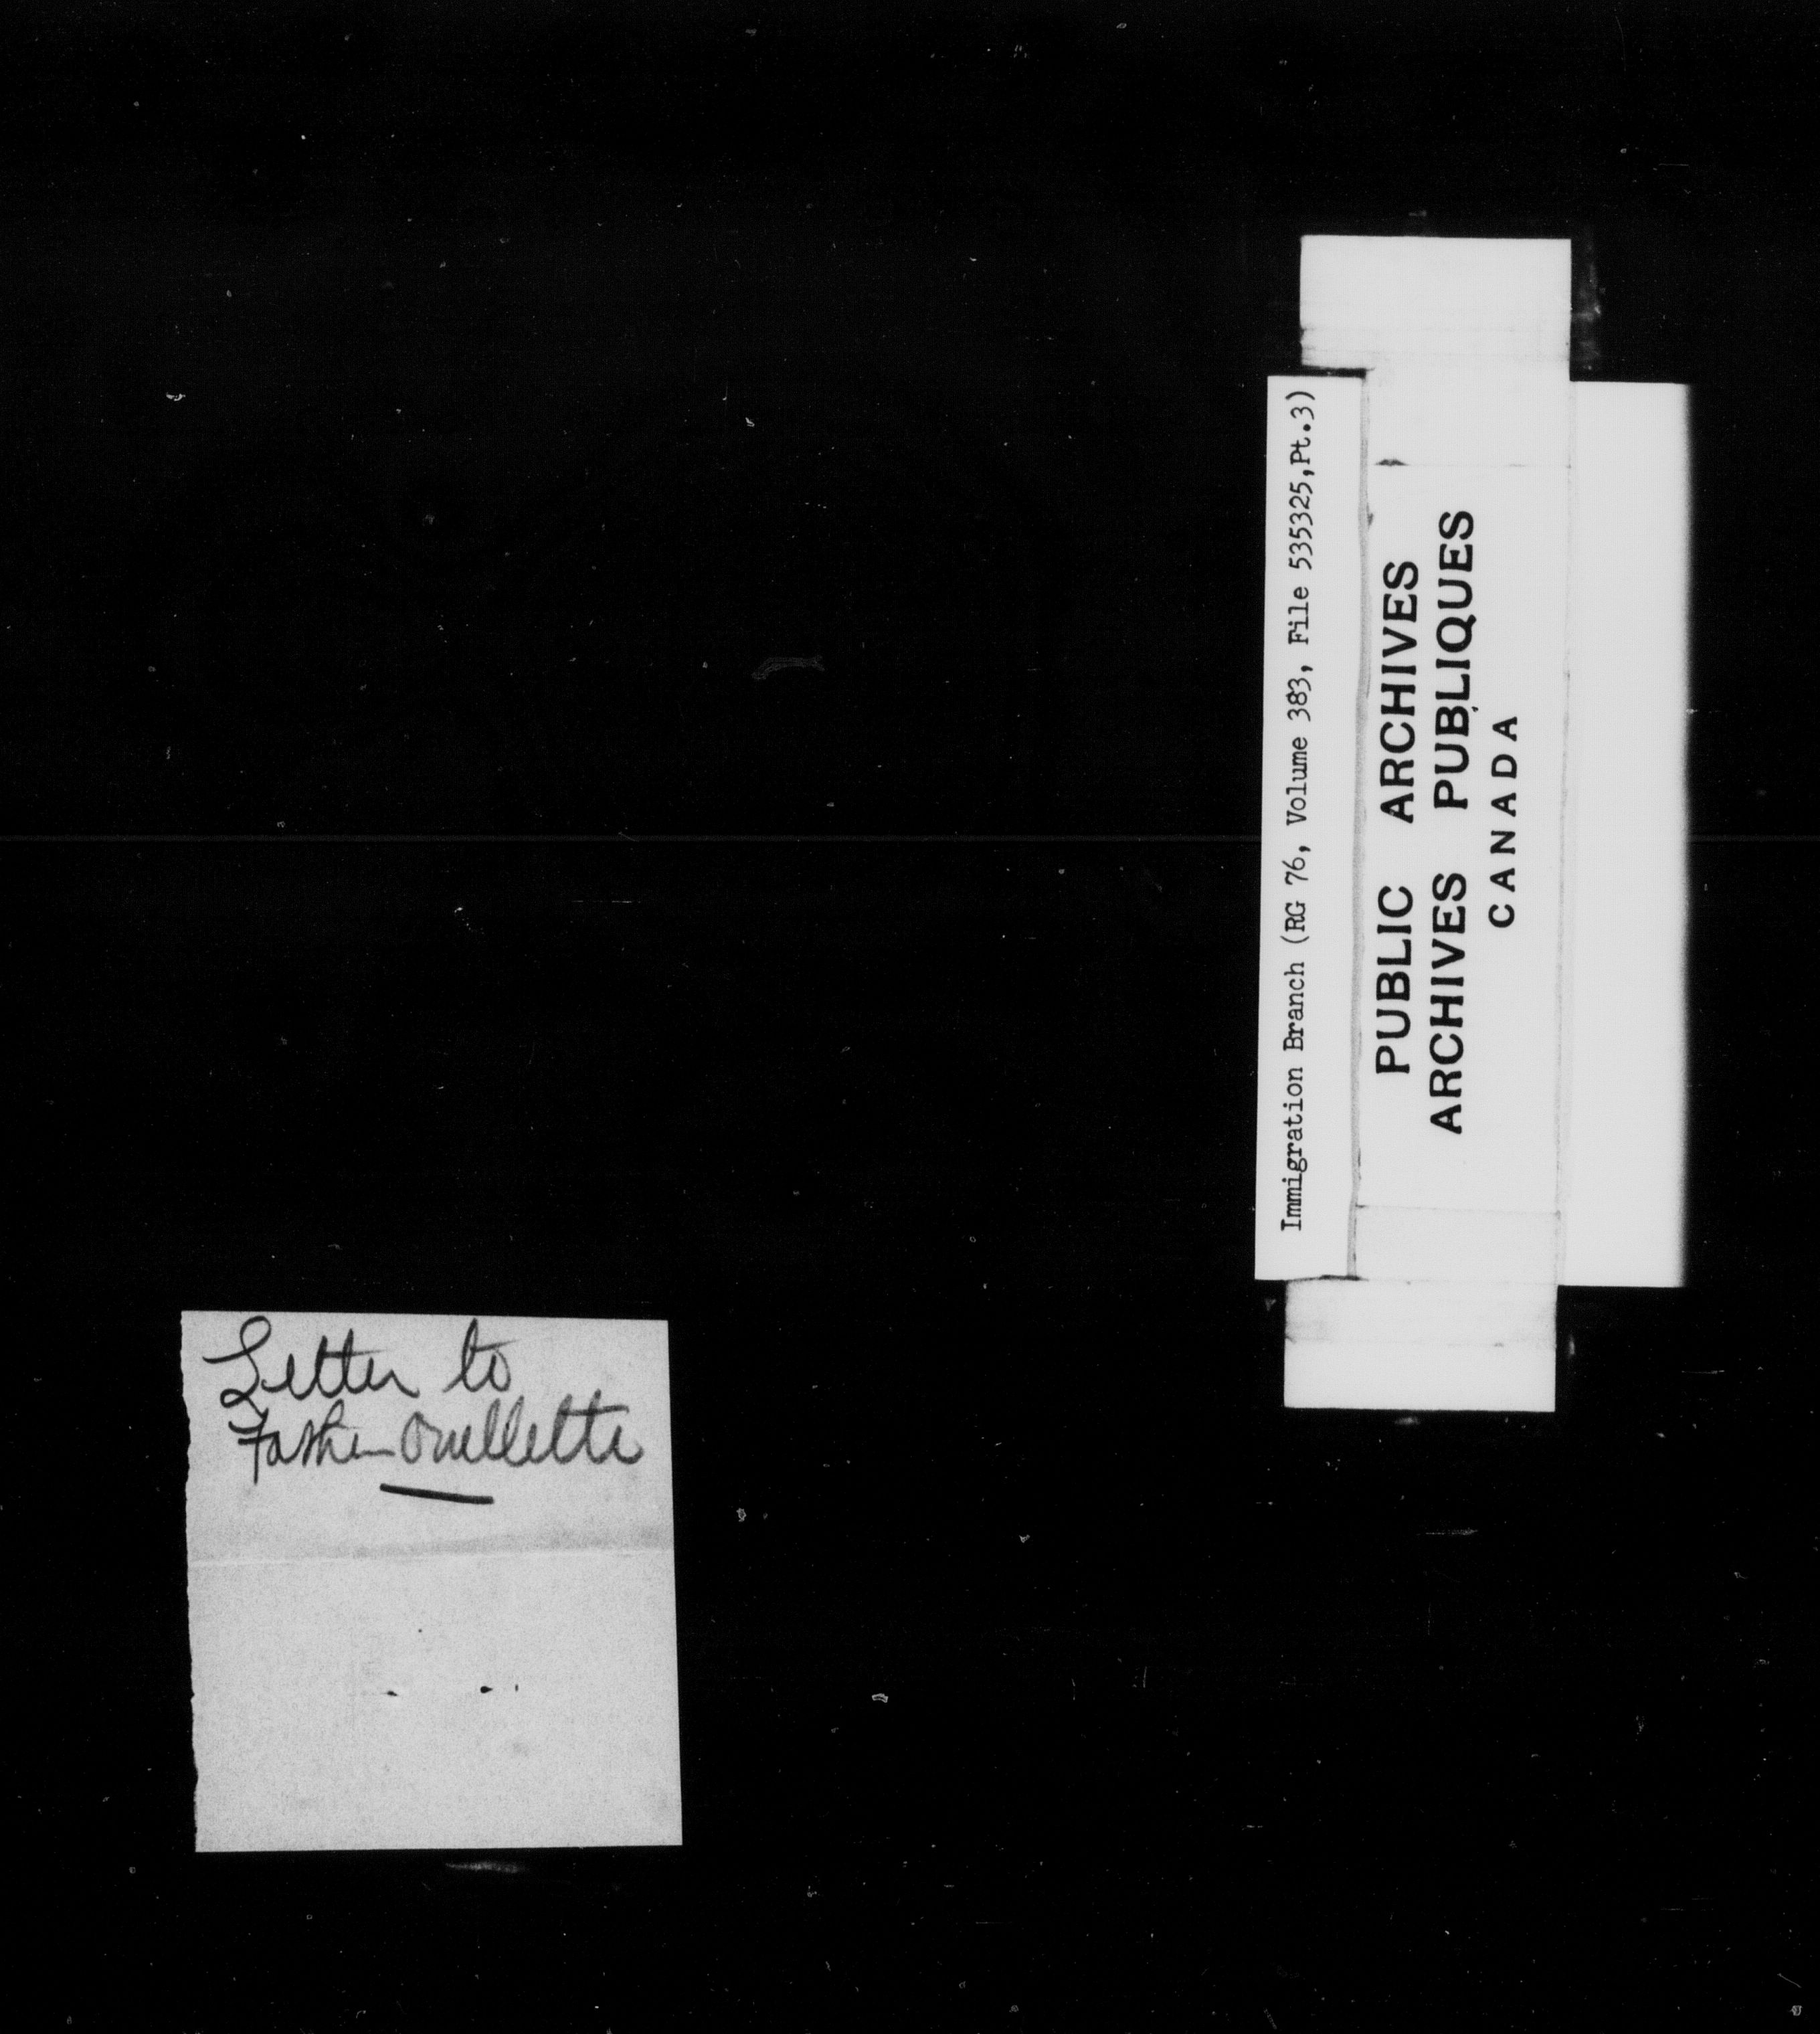 Letter to
Father Ouellette
Immigration Branch (RG 76, Volume 383, File 535325,Pt.3)
PUBLIC ARCHIVES
ARCHIVES PUBLIQUES
CANADA